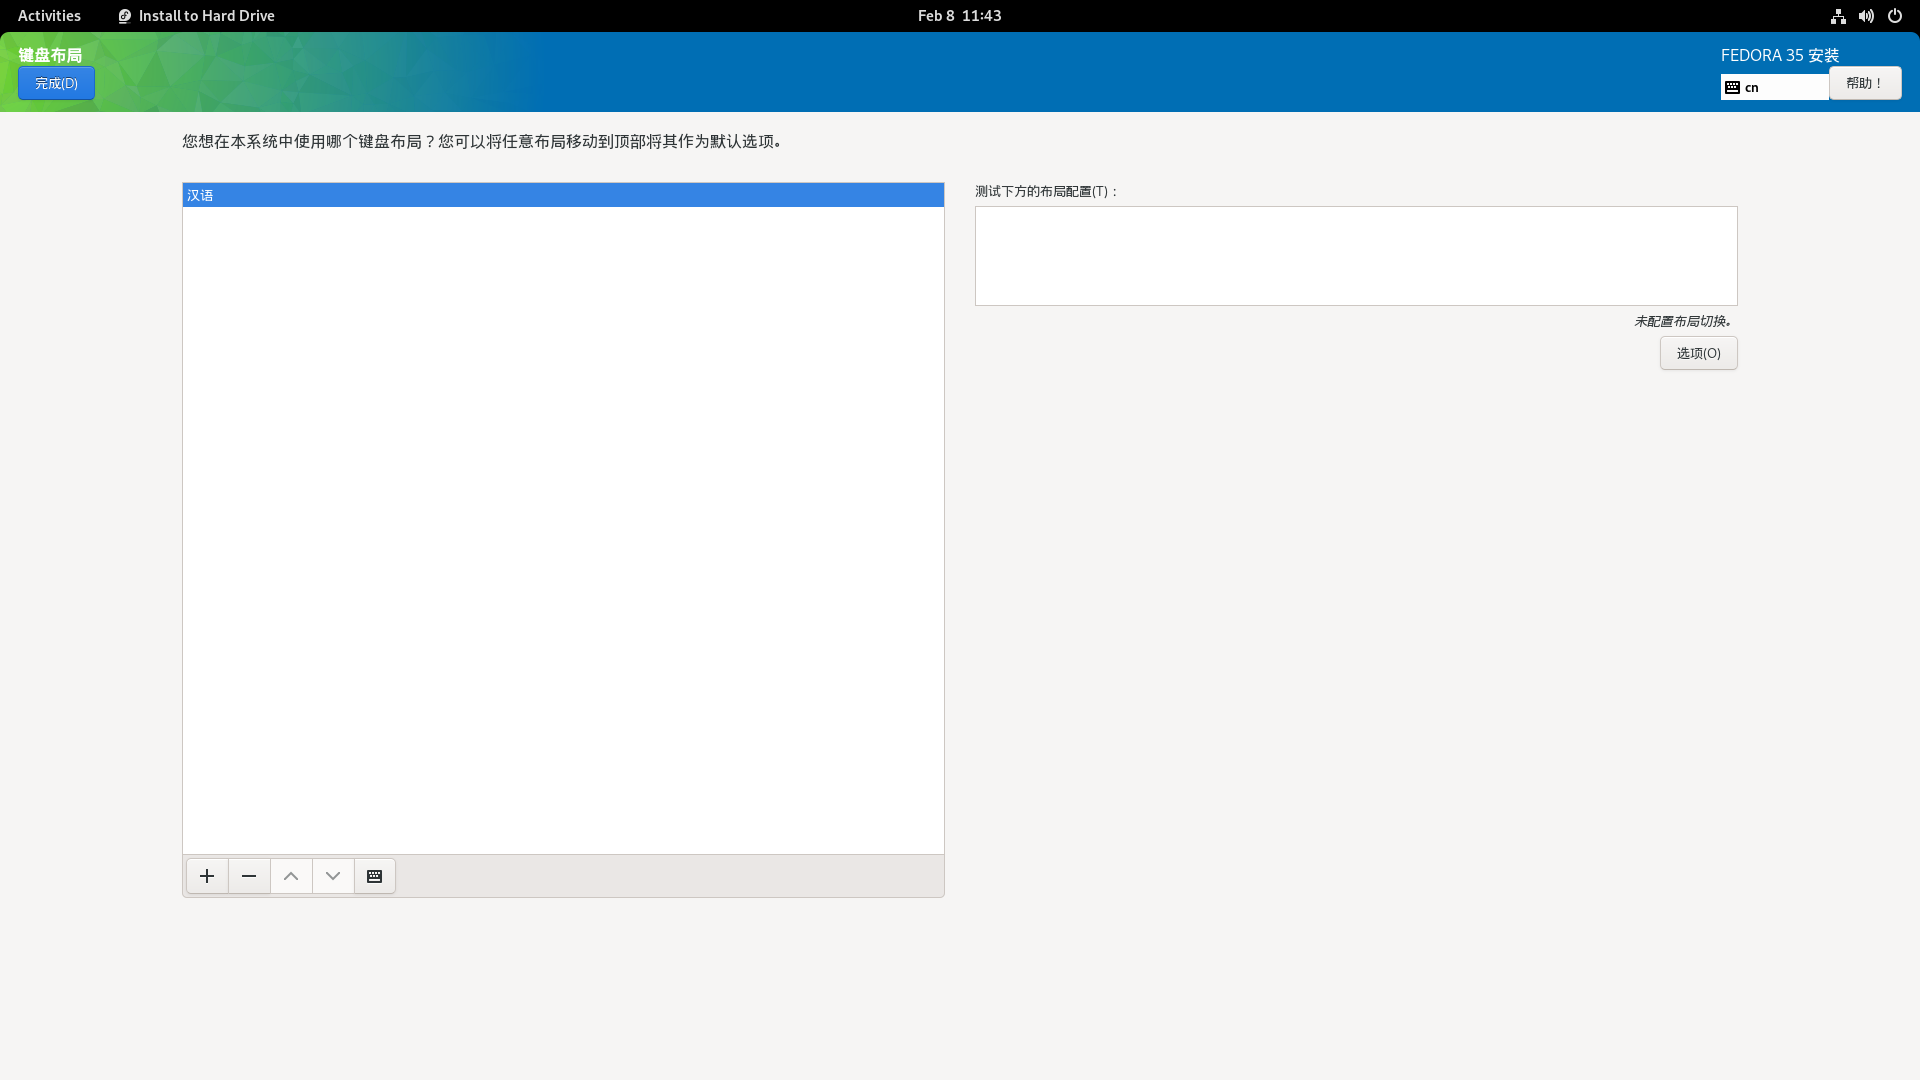 Activities
Install to Hard Drive
Feb 8 11:43
键盘布局
完成(D)
FEDORA 35 安装
cn
帮助！
您想在本系统中使用哪个键盘布局？您可以将任意布局移动到顶部将其作为默认选项。
汉语
测试下方的布局配置(T)：
未配置布局切换。
选项(O)